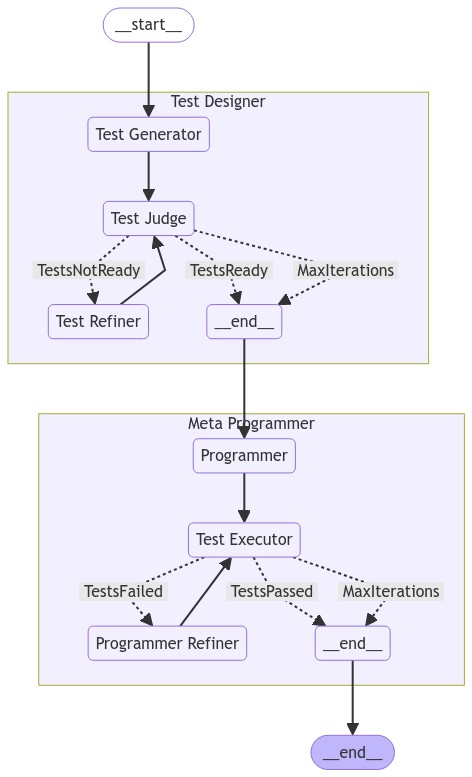 __start__
Test Designer
Test Generator
Test Judge
TestsNotReady
TestsReady
MaxIterations
Test Refiner
__end__
Meta Programmer
Programmer
Test Executor
TestsFailed
TestsPassed
MaxIterations
Programmer Refiner
__end__
__end__